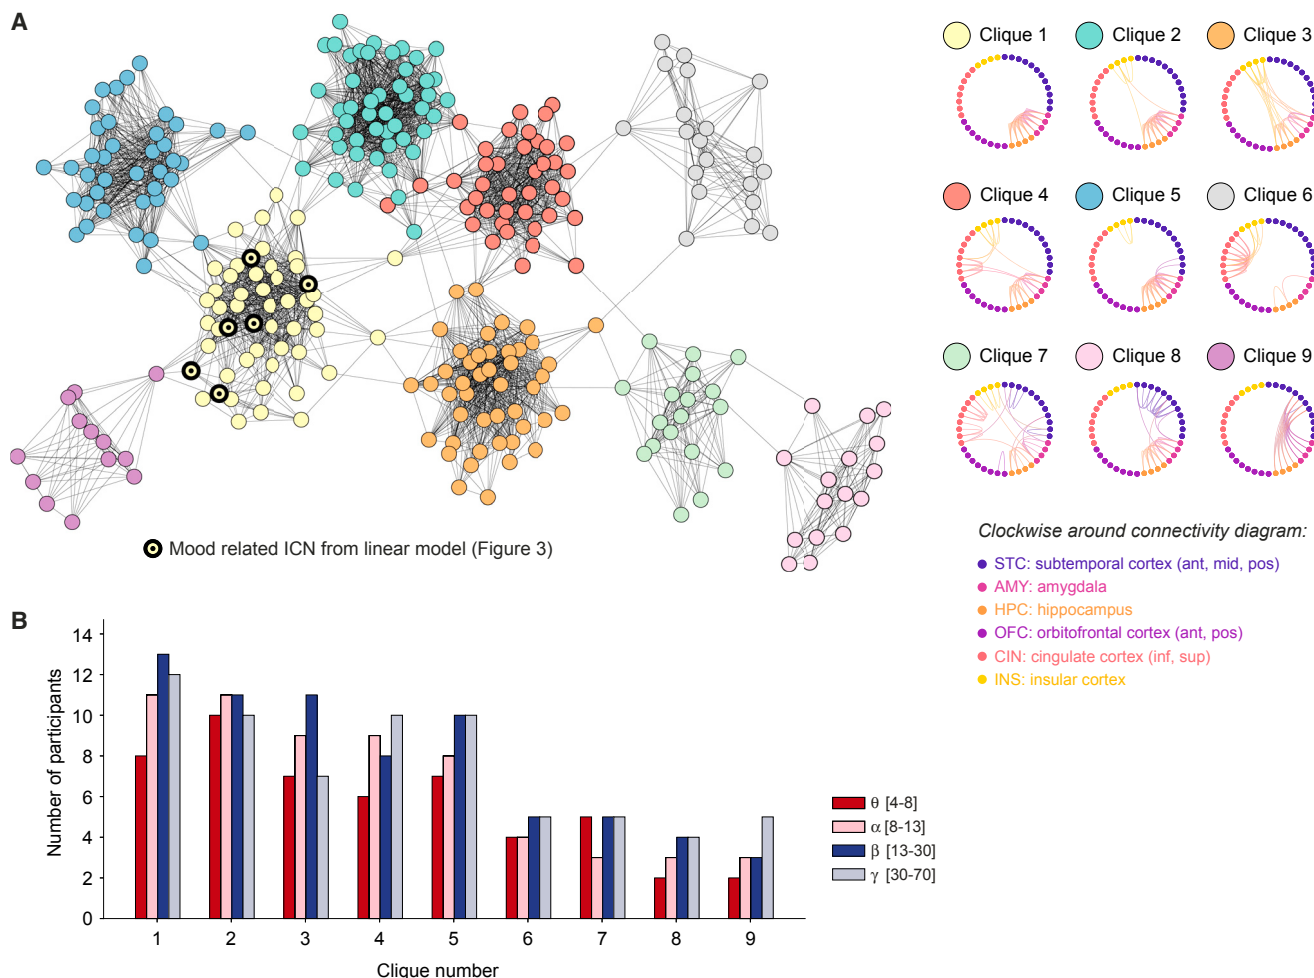 A
Clique 1
Clique 2
Clique 3
Clique 4
Clique 5
Clique 6
Clique 7
Clique 8
Clique 9
Mood related ICN from linear model (Figure 3)
Clockwise around connectivity diagram:
STC: subtemporal cortex (ant, mid, pos)
AMY: amygdala
HPC: hippocampus
OFC: orbitofrontal cortex (ant, pos)
CIN: cingulate cortex (inf, sup)
INS: insular cortex
B
Number of participants
14
12
10
8
6
4
2
0
1 2 3 4 5 6 7 8 9
Clique number
θ [4-8]
α [8-13]
β [13-30]
γ [30-70]